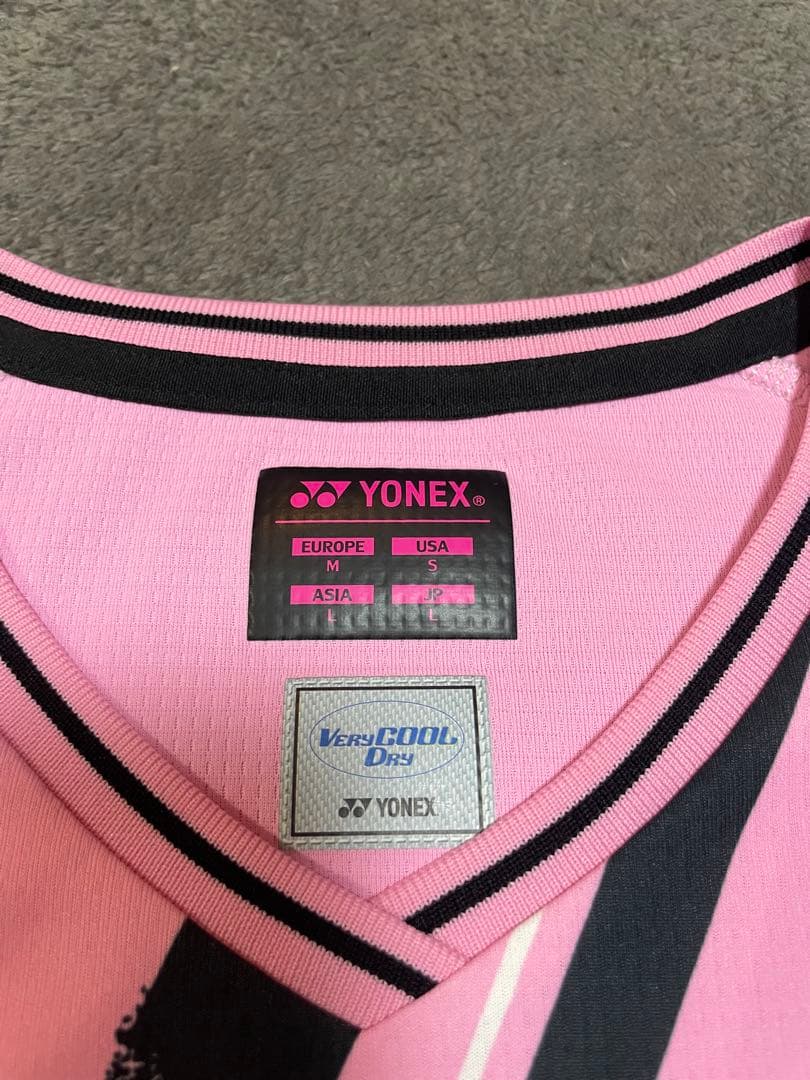 YONEX®
EUROPE USA
M S
ASIA JP
L L
VERYCOOL
DRY
YONEX